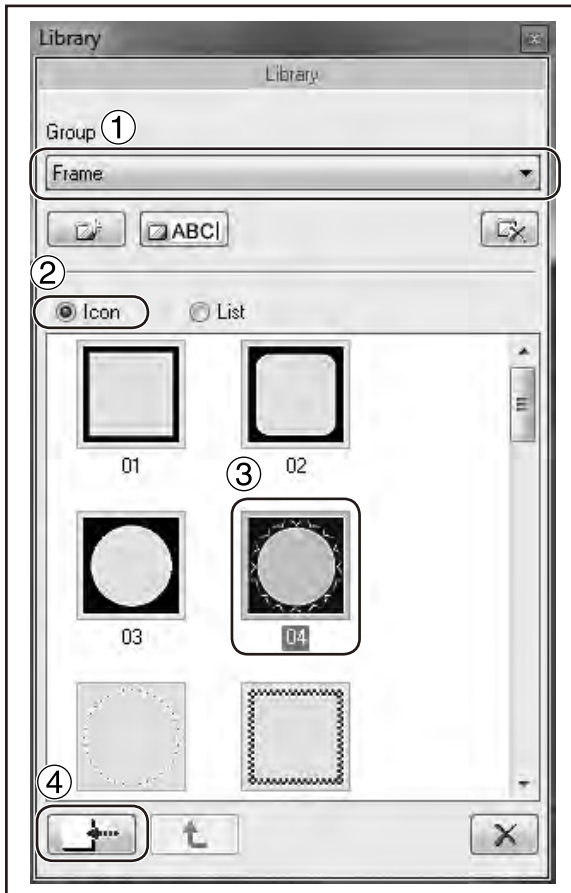 Library
Library
Group ①
Frame
ABC
②
Icon List
01 02
③
03 04
④